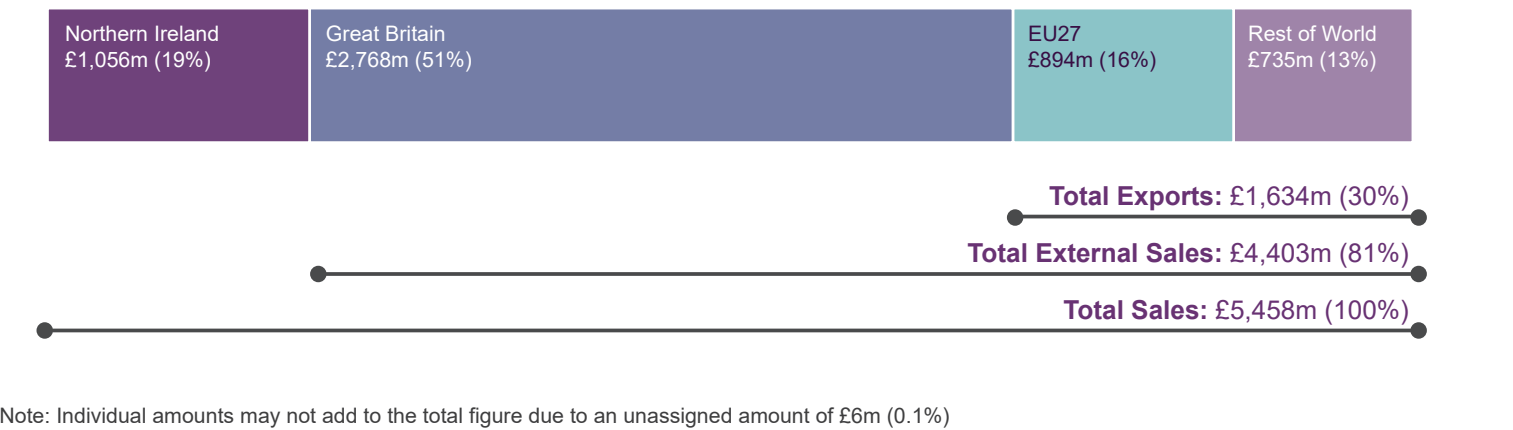 Northern Ireland
£1,056m (19%)
Great Britain
£2,768m (51%)
EU27
£894m (16%)
Rest of World
£735m (13%)
Total Exports: £1,634m (30%)
Total External Sales: £4,403m (81%)
Total Sales: £5,458m (100%)
Note: Individual amounts may not add to the total figure due to an unassigned amount of £6m (0.1%)